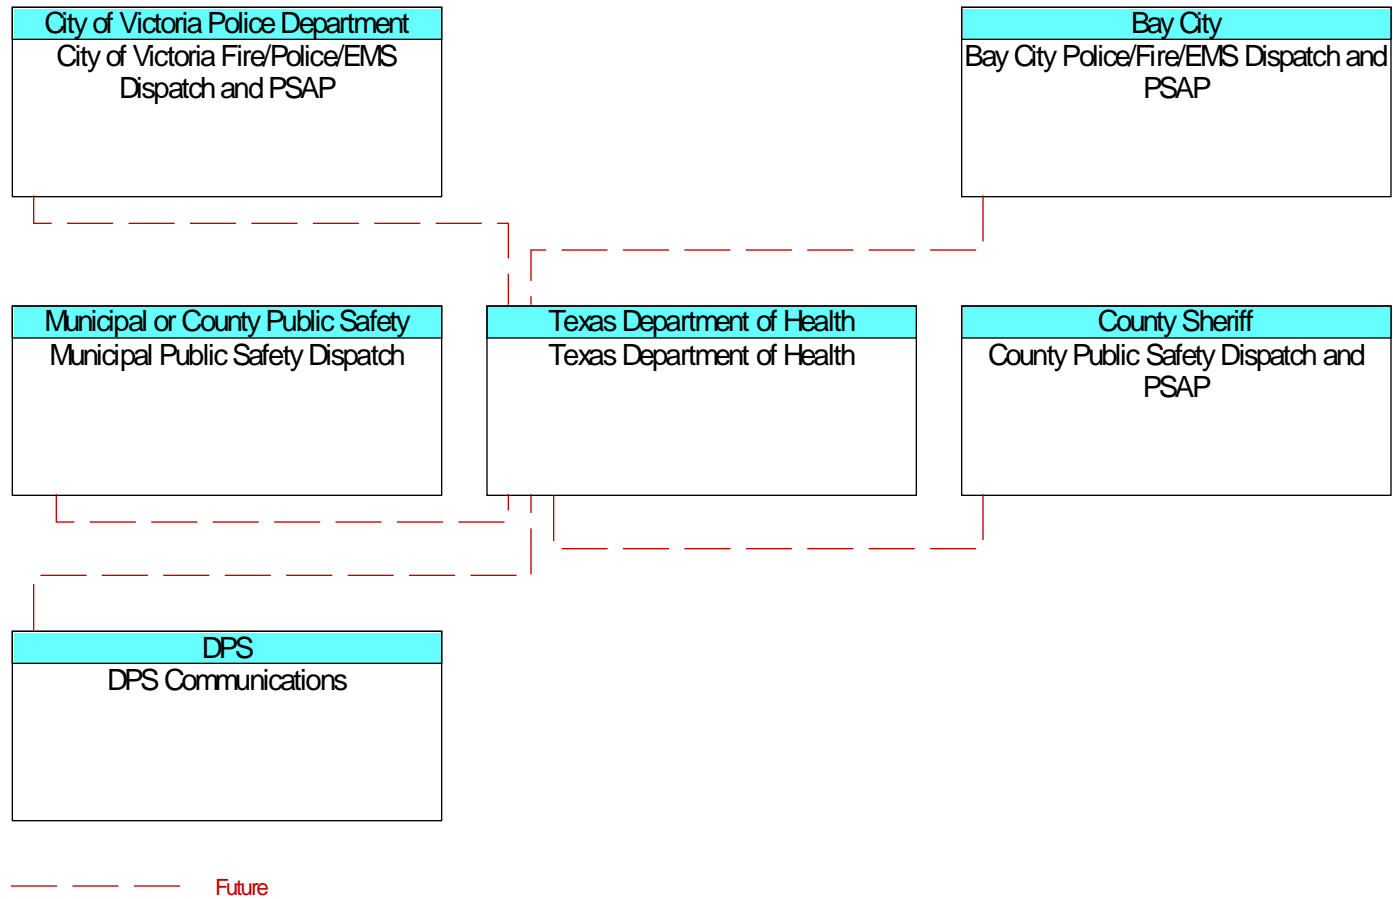 City of Victoria Police Department
City of Victoria Fire/Police/EMS
Dispatch and PSAP
Bay City
Bay City Police/Fire/EMS Dispatch and
PSAP
Municipal or County Public Safety
Municipal Public Safety Dispatch
Texas Department of Health
Texas Department of Health
County Sheriff
County Public Safety Dispatch and
PSAP
DPS
DPS Communications
Future